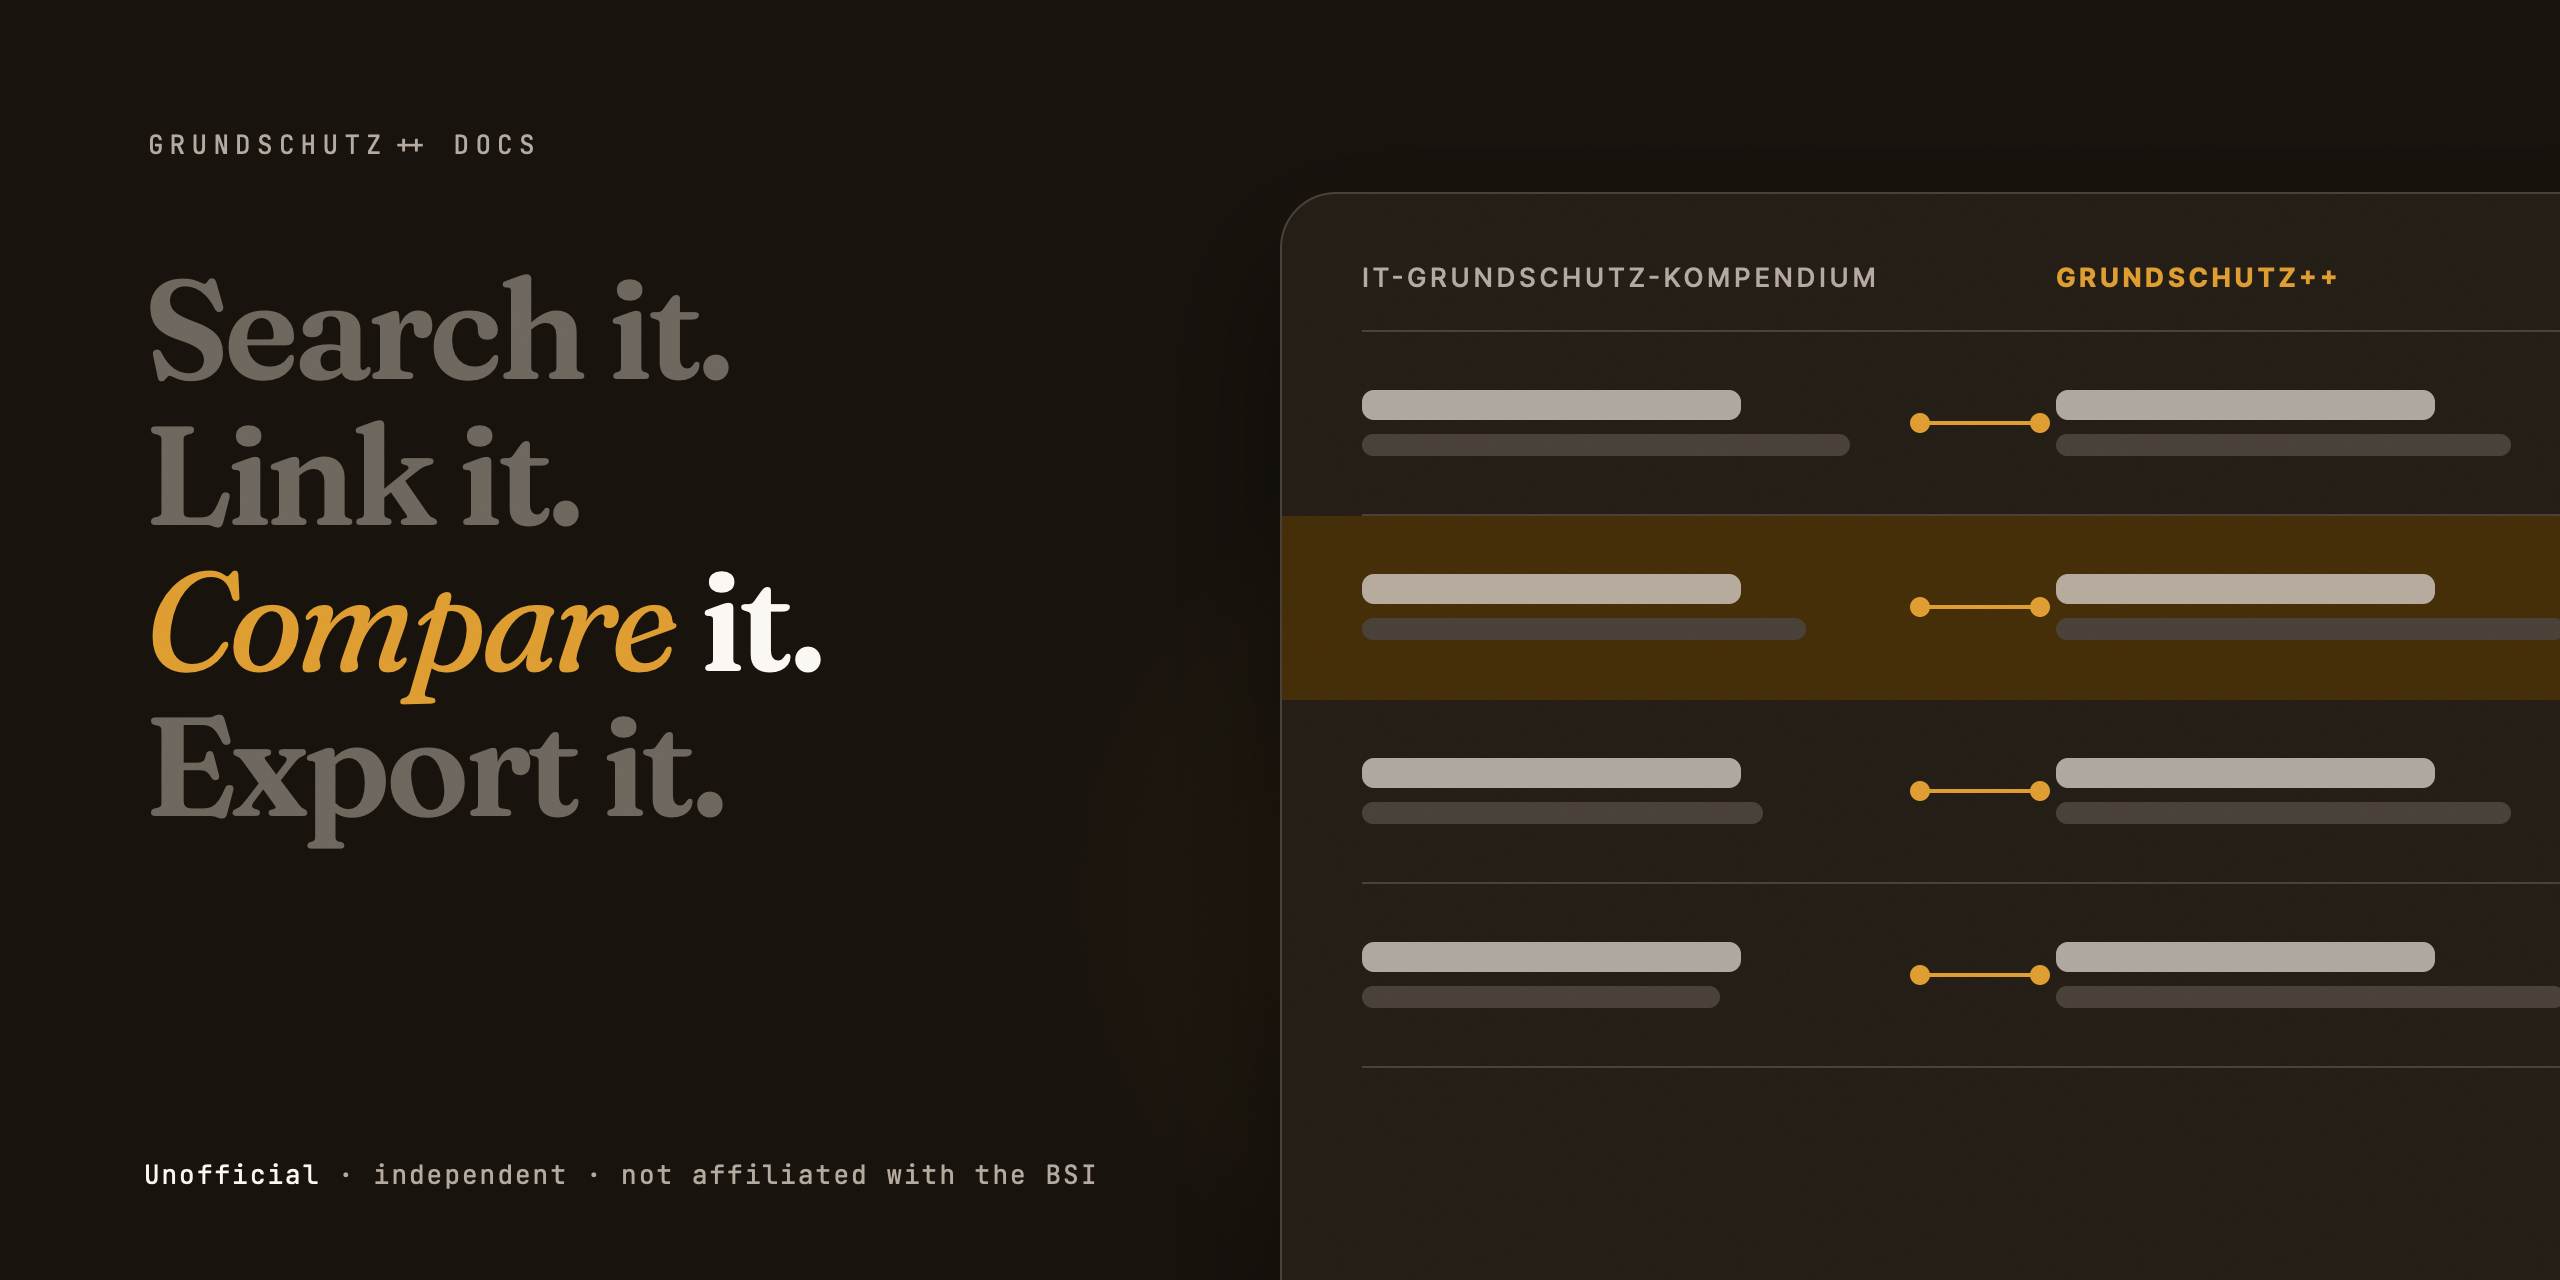 GRUNDSCHUTZ++ DOCS
Search it.
Link it.
Compare it.
Export it.
Unofficial · independent · not affiliated with the BSI
IT-GRUNDSCHUTZ-KOMPENDIUM
GRUNDSCHUTZ++